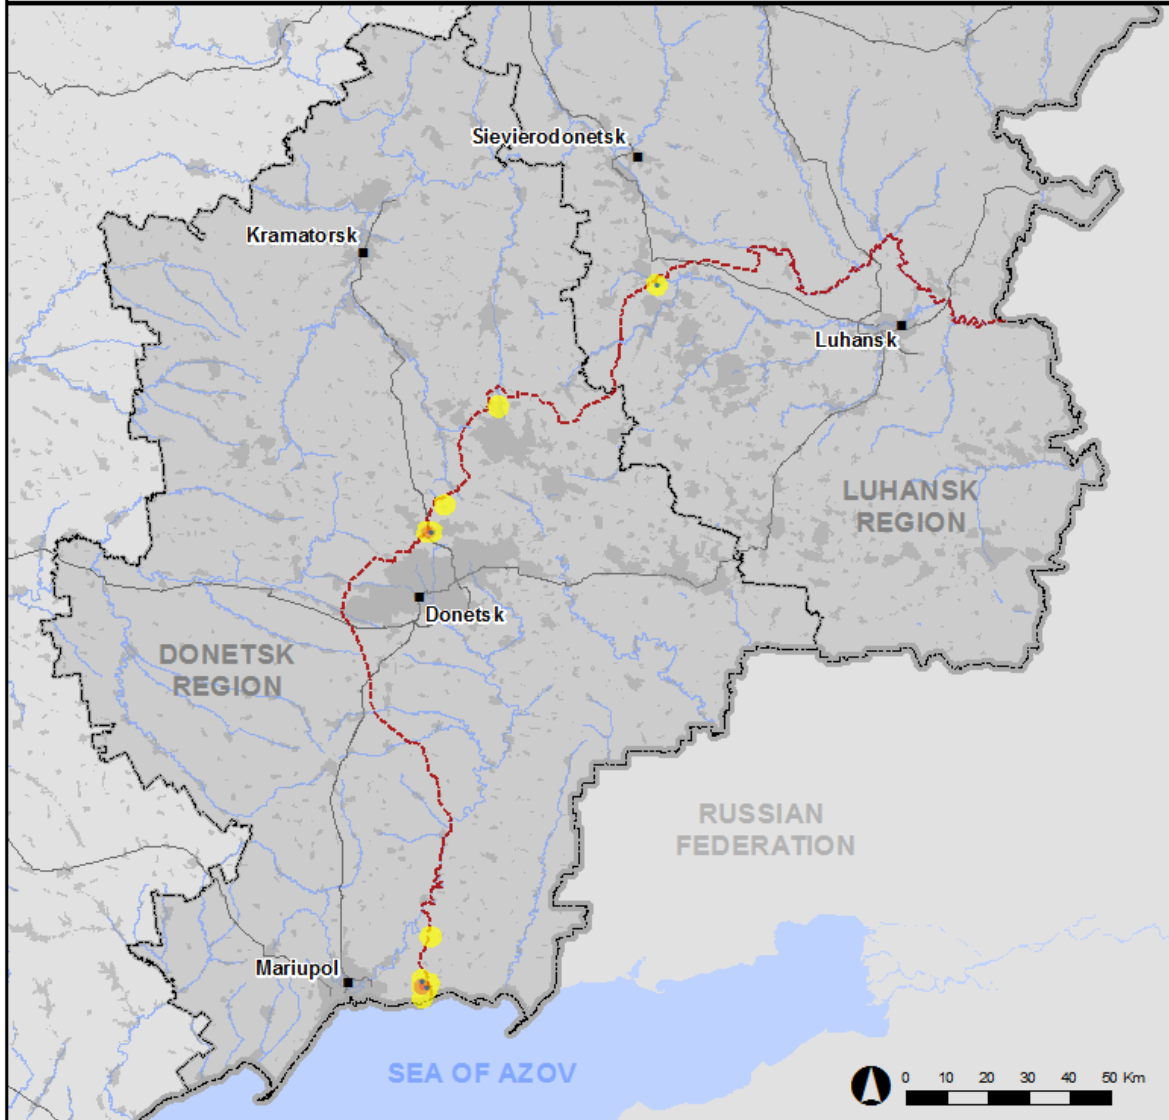 Sievierodonetsk
Kramatorsk
Luhansk
LUHANSK
REGION
Donetsk
DONETSK
REGION
RUSSIAN
FEDERATION
Mariupol
SEA OF AZOV
0 10 20 30 40 50 Km